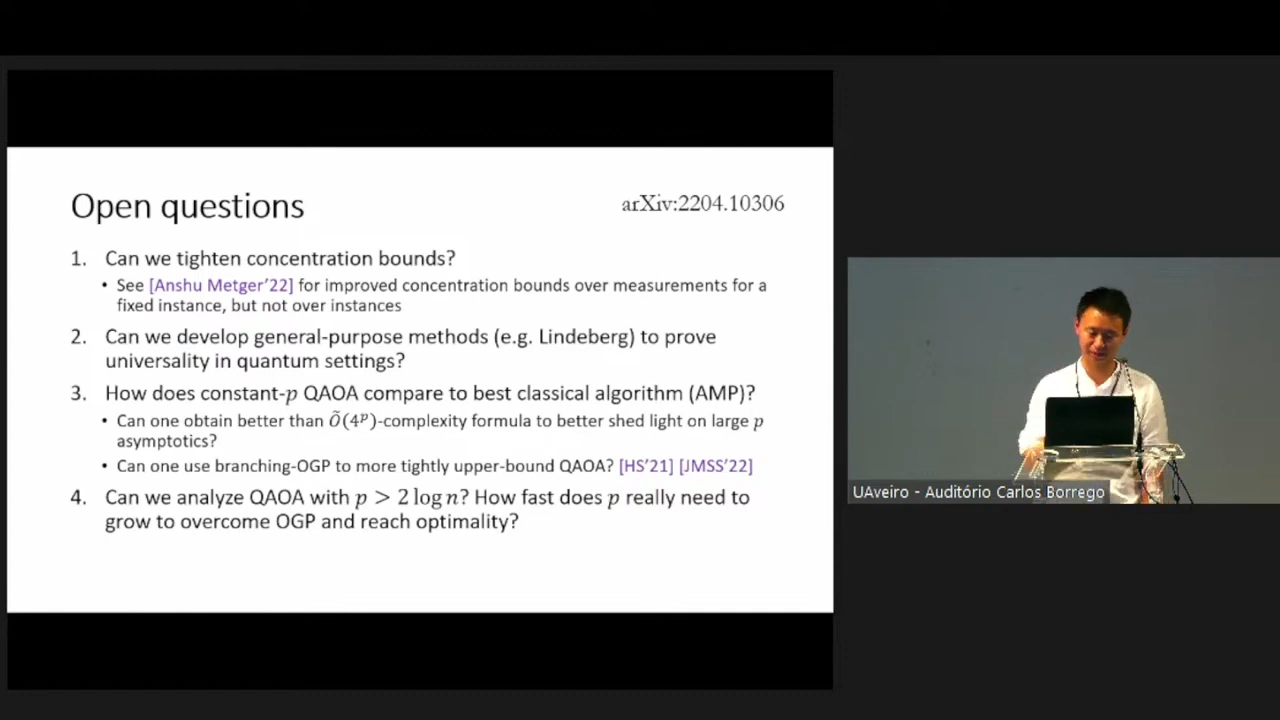 Open questions
arXiv:2204.10306
1. Can we tighten concentration bounds?
• See [Anshu Metger’22] for improved concentration bounds over measurements for a
fixed instance, but not over instances
2. Can we develop general-purpose methods (e.g. Lindeberg) to prove
universality in quantum settings?
3. How does constant-p QAOA compare to best classical algorithm (AMP)?
• Can one obtain better than Õ(4ᵖ)-complexity formula to better shed light on large p
asymptotics?
• Can one use branching-OGP to more tightly upper-bound QAOA? [HS’21] [JMSS’22]
4. Can we analyze QAOA with p > 2 log n? How fast does p really need to
grow to overcome OGP and reach optimality?
UAveiro - Auditório Carlos Borrego